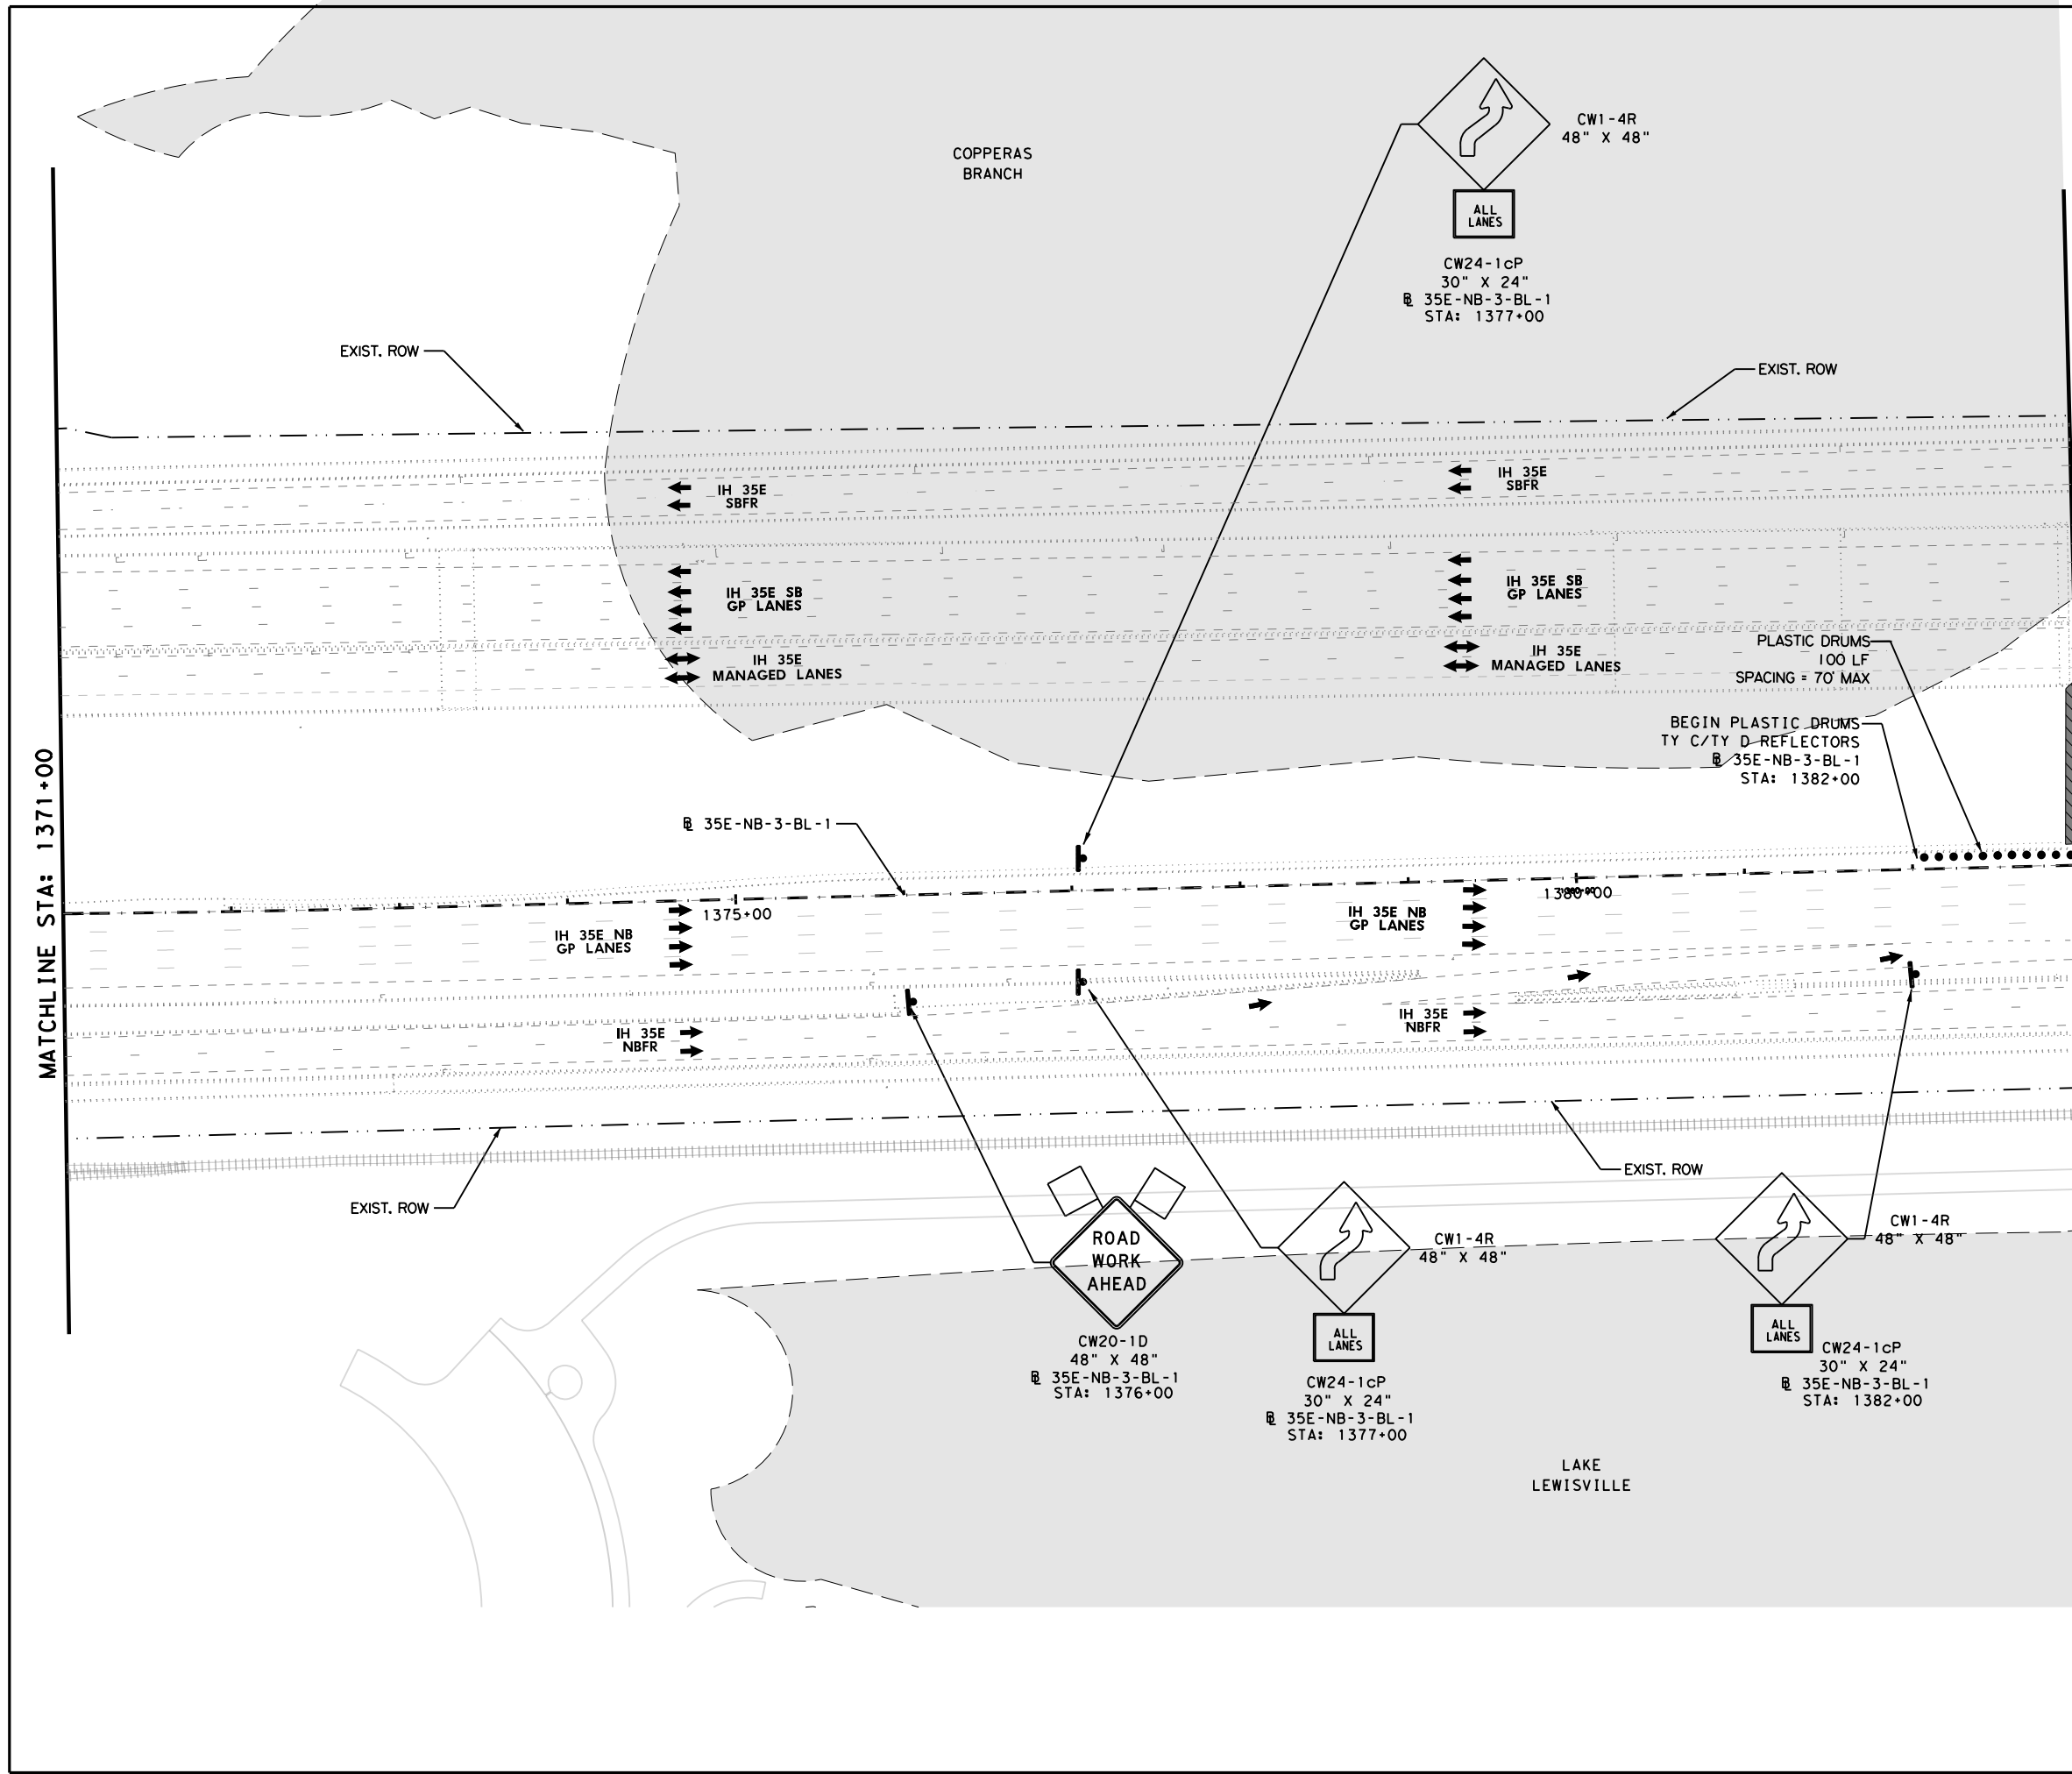 CW1-4R
48" X 48"
COPPERAS
BRANCH
ALL
LANES
CW24-1cP
30" X 24"
℄ 35E-NB-3-BL-1
STA: 1377+00
EXIST. ROW
EXIST. ROW
IH 35E
SBFR
IH 35E
SBFR
IH 35E SB
GP LANES
IH 35E SB
GP LANES
IH 35E
MANAGED LANES
IH 35E
MANAGED LANES
PLASTIC DRUMS
100 LF
SPACING = 70' MAX
BEGIN PLASTIC DRUMS
TY C/TY D REFLECTORS
℄ 35E-NB-3-BL-1
STA: 1382+00
MATCHLINE STA: 1371+00
℄ 35E-NB-3-BL-1
1375+00
1380+00
IH 35E NB
GP LANES
IH 35E NB
GP LANES
IH 35E
NBFR
IH 35E
NBFR
EXIST. ROW
EXIST. ROW
ROAD
WORK
AHEAD
CW20-1D
48" X 48"
℄ 35E-NB-3-BL-1
STA: 1376+00
CW1-4R
48" X 48"
ALL
LANES
CW24-1cP
30" X 24"
℄ 35E-NB-3-BL-1
STA: 1377+00
CW1-4R
48" X 48"
ALL
LANES
CW24-1cP
30" X 24"
℄ 35E-NB-3-BL-1
STA: 1382+00
LAKE
LEWISVILLE